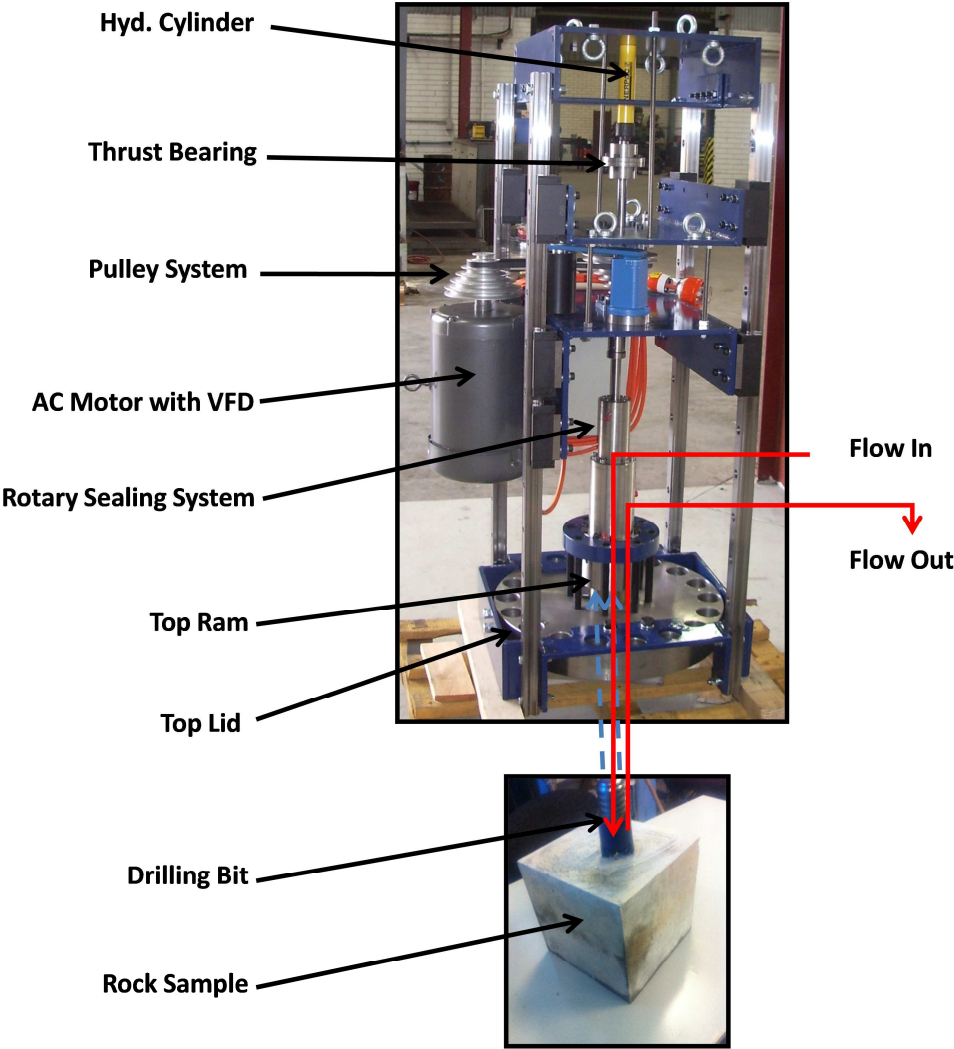 Hyd. Cylinder
Thrust Bearing
Pulley System
AC Motor with VFD
Flow In
Rotary Sealing System
Flow Out
Top Ram
Top Lid
Drilling Bit
Rock Sample